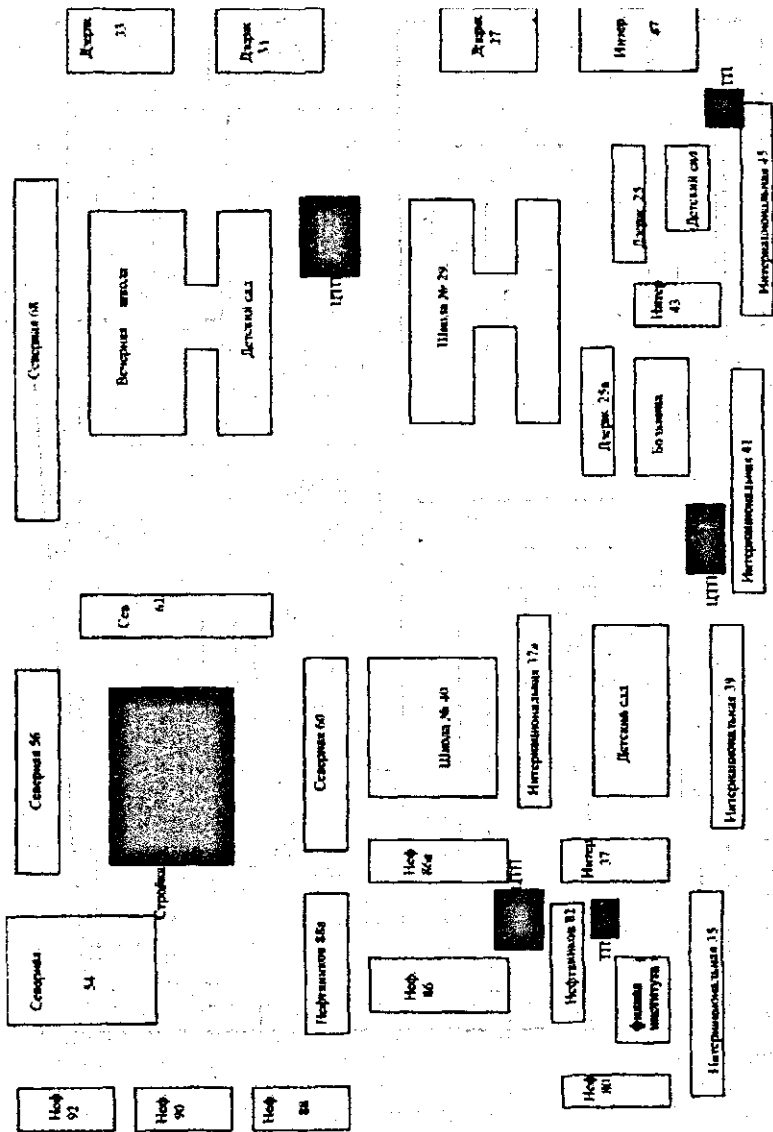 Неф.
92
Северная
54
Северная 56
Северная 68
Дзерж
33
Неф.
90
Стройка
Сев
62
Вечерняя школа
Детский сад
Дзерж
31
Неф.
88
Нефтяников 88а
Северная 60
ЦТП
Неф.
86
Неф
86а
Школа № 40
Школа № 29
Дзерж
27
ЦТП
Интернациональная 37а
Нефтяников 82
Неф
80
Интер.
37
Дзерж 25а
Дзерж 25
Интер.
47
ТП
филиал
института
Детский сад
Больница
Интер
43
Детский сад
ЦТП
ТП
Интернациональная 35
Интернациональная 39
Интернациональная 41
Интернациональная 45